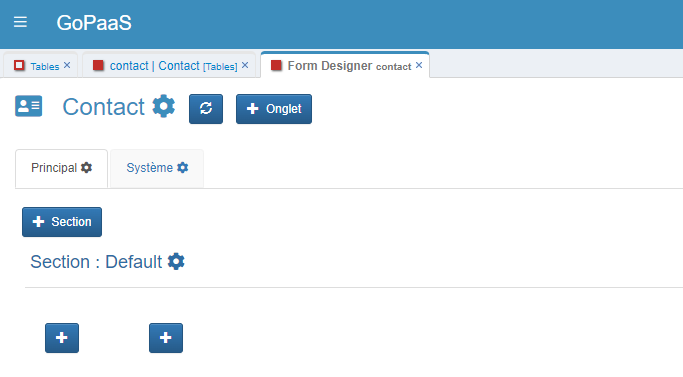 GoPaaS
Tables × contact | Contact [Tables] × Form Designer contact ×
Contact + Onglet
Principal Système
+ Section
Section : Default
+ +